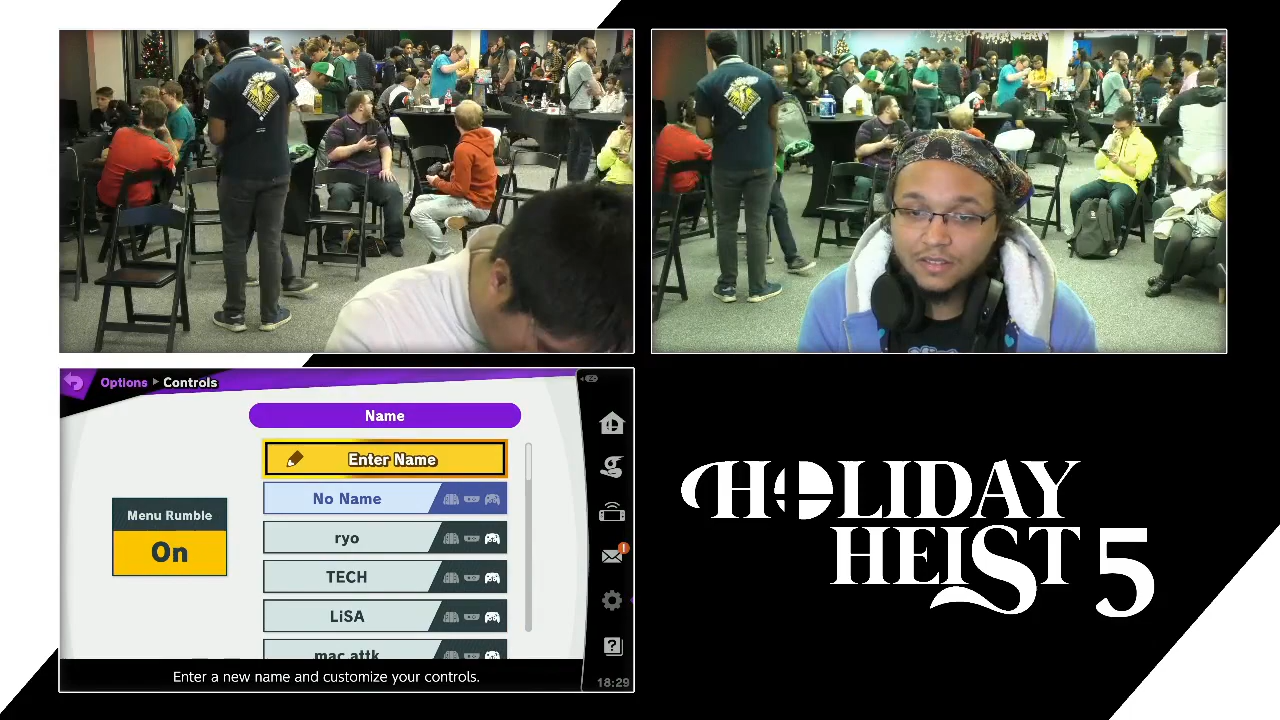 Options ▸ Controls
Name
Enter Name
No Name
Menu Rumble
On
ryo
TECH
LiSA
mac attk
Enter a new name and customize your controls.
18:29
HOLIDAY
HEIST 5